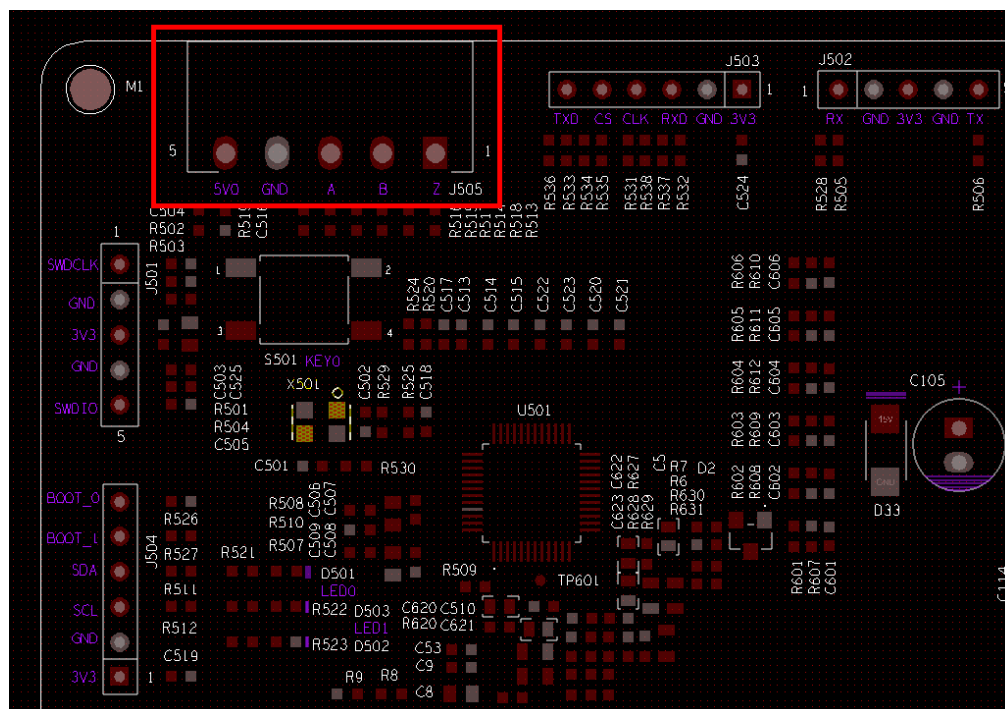 M1
5
1
5V0 GND A B Z J505
J503
1
TXD CS CLK RXD GND 3V3
J502
1
RX GND 3V3 GND TX
R536 R533 R534 R535 R531 R538 R537 R532 C524 R528 R505 R506
C504
R502
R503
R519 C516
R518
R513
1
J501
SWDCLK
GND
3V3
GND
SWDIO
5
1 2
3 4
S501 KEY0
R524 R520 C517 C513 C514 C515 C522 C523 C520 C521
R606 R610 C606
R605 R611 C605
R604 R612 C604
R603 R609 C603
R602 R608 C602
R601 R607 C601
C503 C525
X501
C502 R529 R525 C518
R501
R504
C505
U501
C105
+
15V
GND
D33
C501
R530
C622 R627
C5 R7 D2
R6
R630
R631
C623 R628 R629
BOOT_0
BOOT_1
SDA
SCL
GND
3V3
1
J504
R526
R527
R511
R512
C519
R508
R510
R507
C506 C507
C509 C508
R521
D501
LED0
R522 D503
LED1
R523 D502
R509
TP601
C620 C510
R620 C621
C53
C9
C8
R9 R8
C114